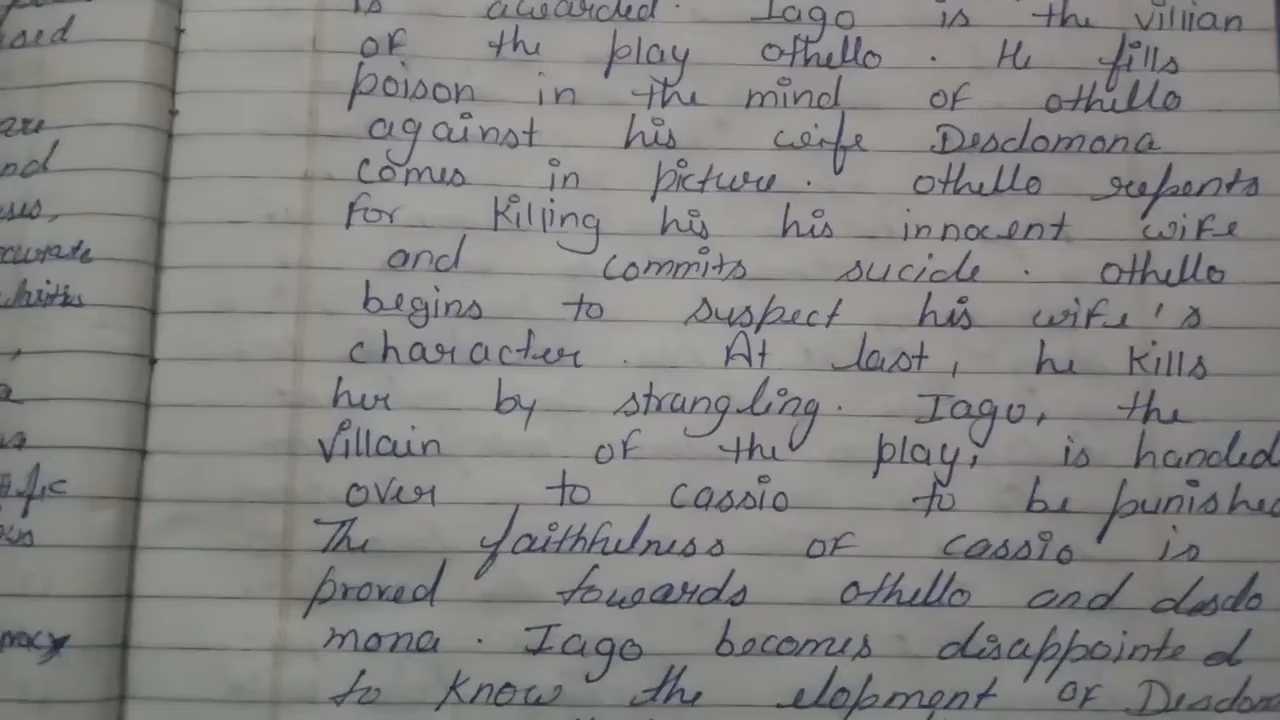 is awarded. Iago is the villian
of the play othello. He fills
poison in the mind of othello
against his wife Desdomona
comes in picture. othello repents
for killing his his innocent wife
and commits sucide. othello
begins to suspect his wife's
character. At last, he kills
her by strangling. Iago, the
villain of the play, is handed
over to cassio to be punished
The faithfulness of cassio is
proved towards othello and desdo
mona. Iago becomes disappointed
to know the elopment of Desdom
are
nd
curate